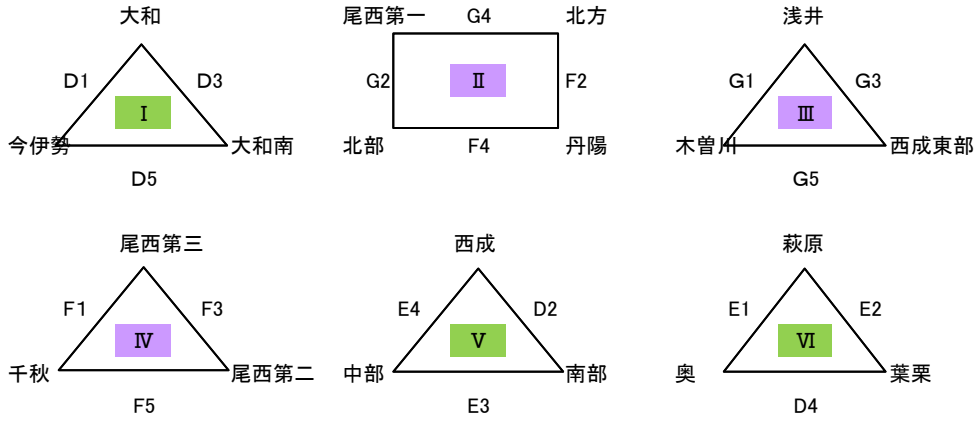 大和 尾西第一 G4 北方 浅井
D1 D3 G2 F2 G1 G3
Ⅰ Ⅱ Ⅲ
今伊勢 大和南 北部 F4 丹陽 木曽川 西成東部
D5 G5
尾西第三 西成 萩原
F1 F3 E4 D2 E1 E2
Ⅳ Ⅴ Ⅵ
千秋 尾西第二 中部 南部 奥 葉栗
F5 E3 D4